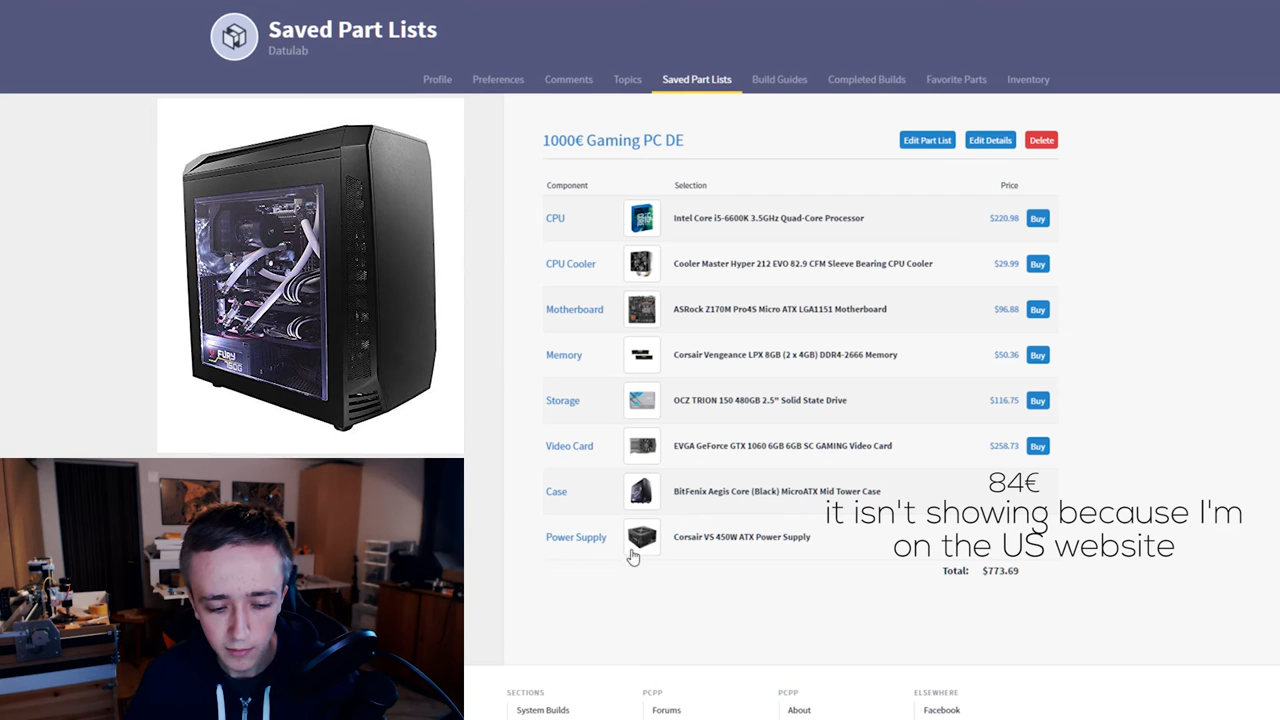 Saved Part Lists
Datulab
Profile Preferences Comments Topics Saved Part Lists Build Guides Completed Builds Favorite Parts Inventory
1000€ Gaming PC DE
Edit Part List Edit Details Delete
Component Selection Price
CPU Intel Core i5-6600K 3.5GHz Quad-Core Processor $220.98 Buy
CPU Cooler Cooler Master Hyper 212 EVO 82.9 CFM Sleeve Bearing CPU Cooler $29.99 Buy
Motherboard ASRock Z170M Pro4S Micro ATX LGA1151 Motherboard $96.88 Buy
Memory Corsair Vengeance LPX 8GB (2 x 4GB) DDR4-2666 Memory $50.36 Buy
Storage OCZ TRION 150 480GB 2.5" Solid State Drive $116.75 Buy
Video Card EVGA GeForce GTX 1060 6GB 6GB SC GAMING Video Card $258.73 Buy
84€
Case BitFenix Aegis Core (Black) MicroATX Mid Tower Case
it isn't showing because I'm
Power Supply Corsair VS 450W ATX Power Supply
on the US website
Total: $773.69
FURY
SECTIONS PCPP PCPP ELSEWHERE
System Builds Forums About Facebook